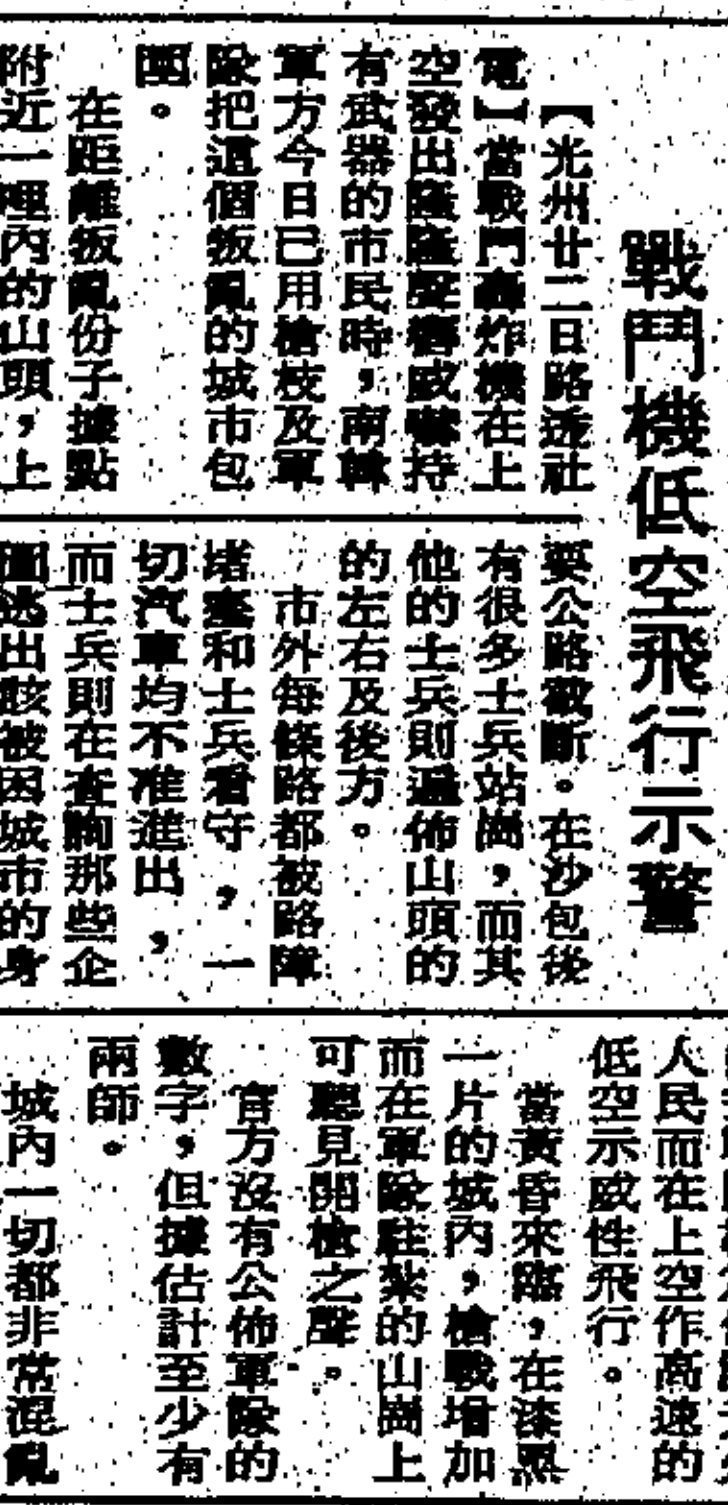 戰鬥機低空飛行示警
【光州廿二日路透社
電】當戰鬥轟炸機在上
空發出隆隆聲響威嚇持
有武器的市民時，南韓
軍方今日已用槍枝及軍
隊把這個叛亂的城市包
圍。
在距離叛亂份子據點
附近一哩內的山頭，上
要公路截斷。在沙包後
有很多士兵站崗，而其
他的士兵則遍佈山頭的
的左右及後方。
市外每條路都被路障
堵塞和士兵看守，一
切汽車均不准進出，
而士兵則在查詢那些企
圖逃出該被困城市的身
人民而在上空作高速的
低空示威性飛行。
當黃昏來臨，在漆黑
一片的城內，槍戰增加
而在軍隊駐紮的山崗上
可聽見開槍之聲。
官方沒有公佈軍隊的
數字，但據估計至少有
兩師。
城內一切都非常混亂